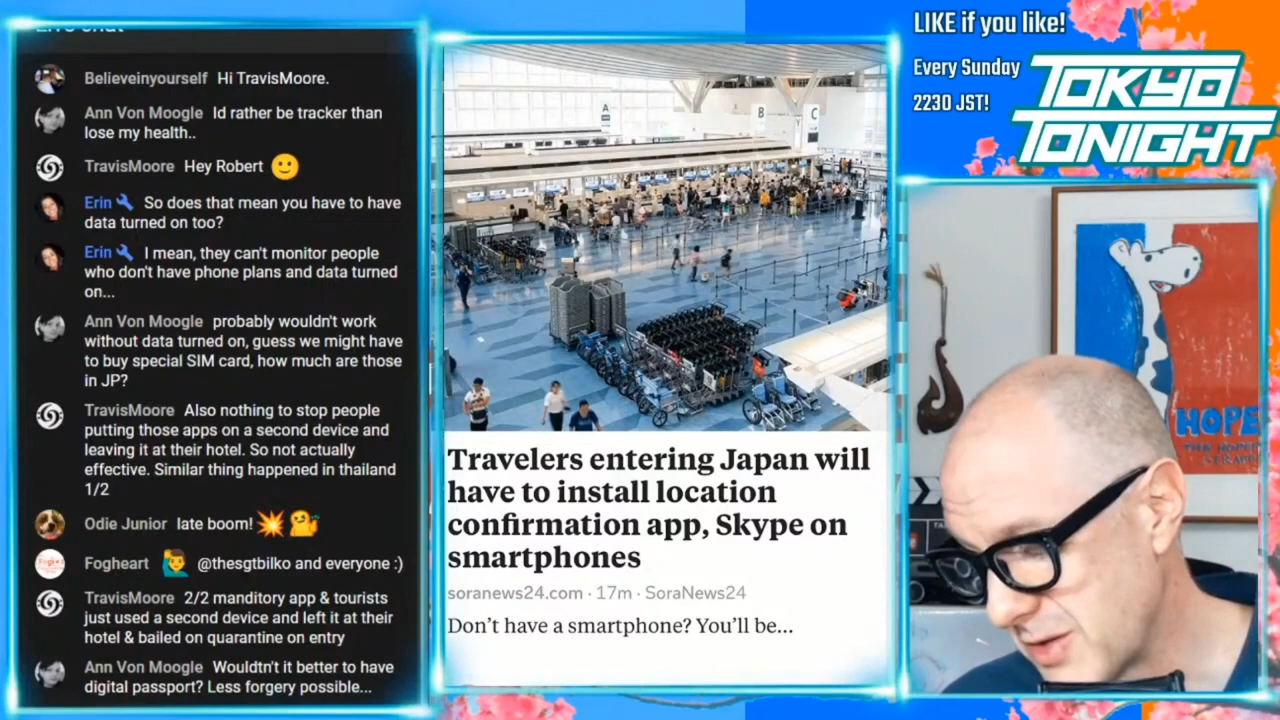 Live chat
Believeinyourself Hi TravisMoore.
Ann Von Moogle Id rather be tracker than
lose my health..
TravisMoore Hey Robert 🙂
Erin 🔧 So does that mean you have to have
data turned on too?
Erin 🔧 I mean, they can't monitor people
who don't have phone plans and data turned
on...
Ann Von Moogle probably wouldn't work
without data turned on, guess we might have
to buy special SIM card, how much are those
in JP?
TravisMoore Also nothing to stop people
putting those apps on a second device and
leaving it at their hotel. So not actually
effective. Similar thing happened in thailand
1/2
Odie Junior late boom!💥
Fogheart 🙋‍♂️ @thesgtbilko and everyone :)
TravisMoore 2/2 manditory app & tourists
just used a second device and left it at their
hotel & bailed on quarantine on entry
Ann Von Moogle Wouldtn't it better to have
digital passport? Less forgery possible...
A
B
C
Travelers entering Japan will
have to install location
confirmation app, Skype on
smartphones
soranews24.com · 17m · SoraNews24
Don't have a smartphone? You'll be...
LIKE if you like!
Every Sunday
2230 JST!
TOKYO
TONIGHT
HOPE